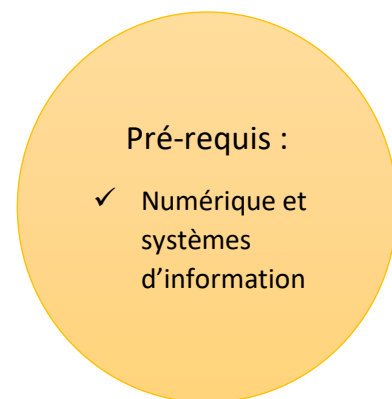 Pré-requis :
✓ Numérique et
systèmes
d’information